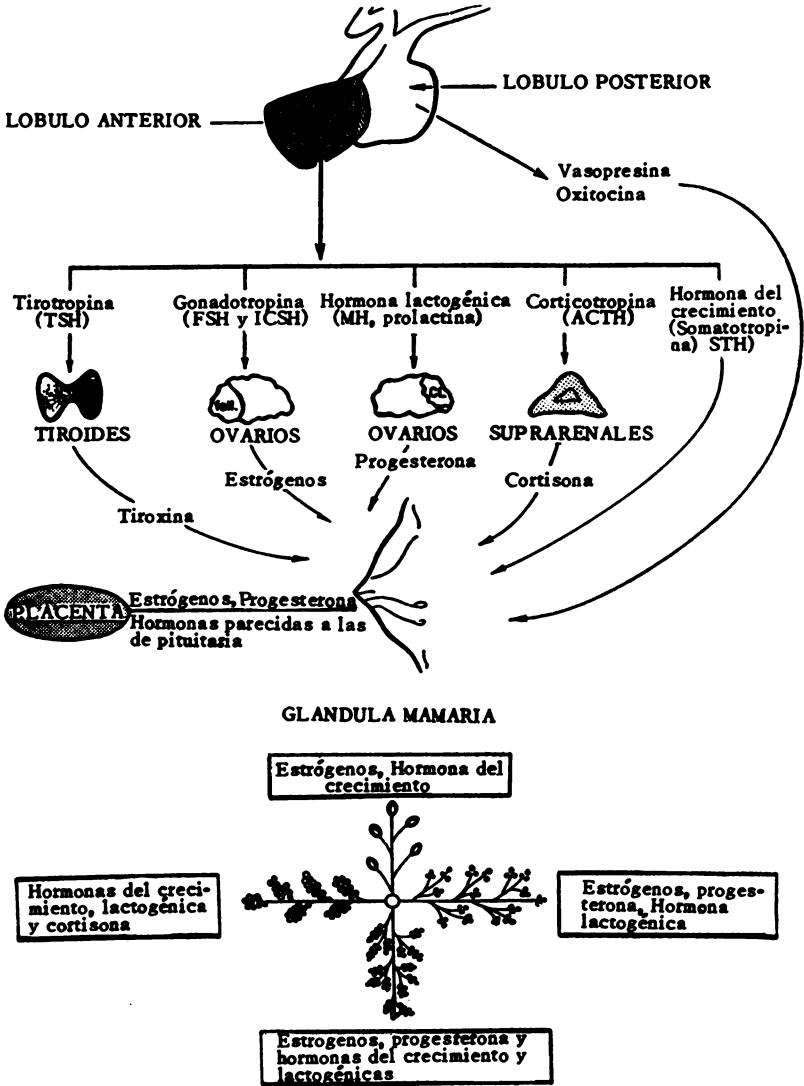 LOBULO POSTERIOR
LOBULO ANTERIOR
Vasopresina
Oxitocina
Tirotropina
(TSH)
Gonadotropina
(FSH y ICSH)
Hormona lactogénica
(MH, prolactina)
Corticotropina
(ACTH)
Hormona del
crecimiento
(Somatotropi-
na) STH)
foll.
CL
TIROIDES
OVARIOS
OVARIOS
SUPRARENALES
Estrógenos
Progesterona
Cortisona
Tiroxina
PLACENTA
Estrógenos, Progesterona
Hormonas parecidas a las
de pituitaria
GLANDULA MAMARIA
Estrógenos, Hormona del
crecimiento
Hormonas del creci-
miento, lactogénica
y cortisona
Estrógenos, proges-
terona, Hormona
lactogénica
Estrogenos, progesterona y
hormonas del crecimiento y
lactogénicas